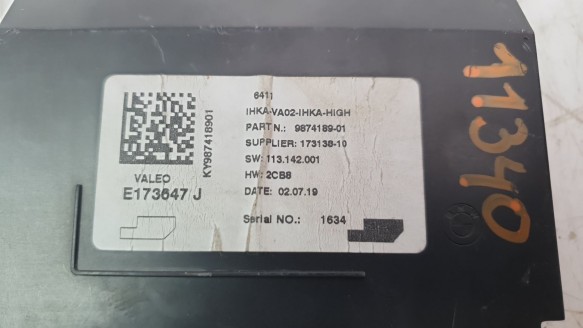 6411
IHKA-VA02-IHKA-HIGH
PART N.: 9874189-01
SUPPLIER: 173138-10
SW: 113.142.001
HW: 2CB8
DATE: 02.07.19
Serial NO.: 1634
KY987418901
VALEO
E173647 J
11340